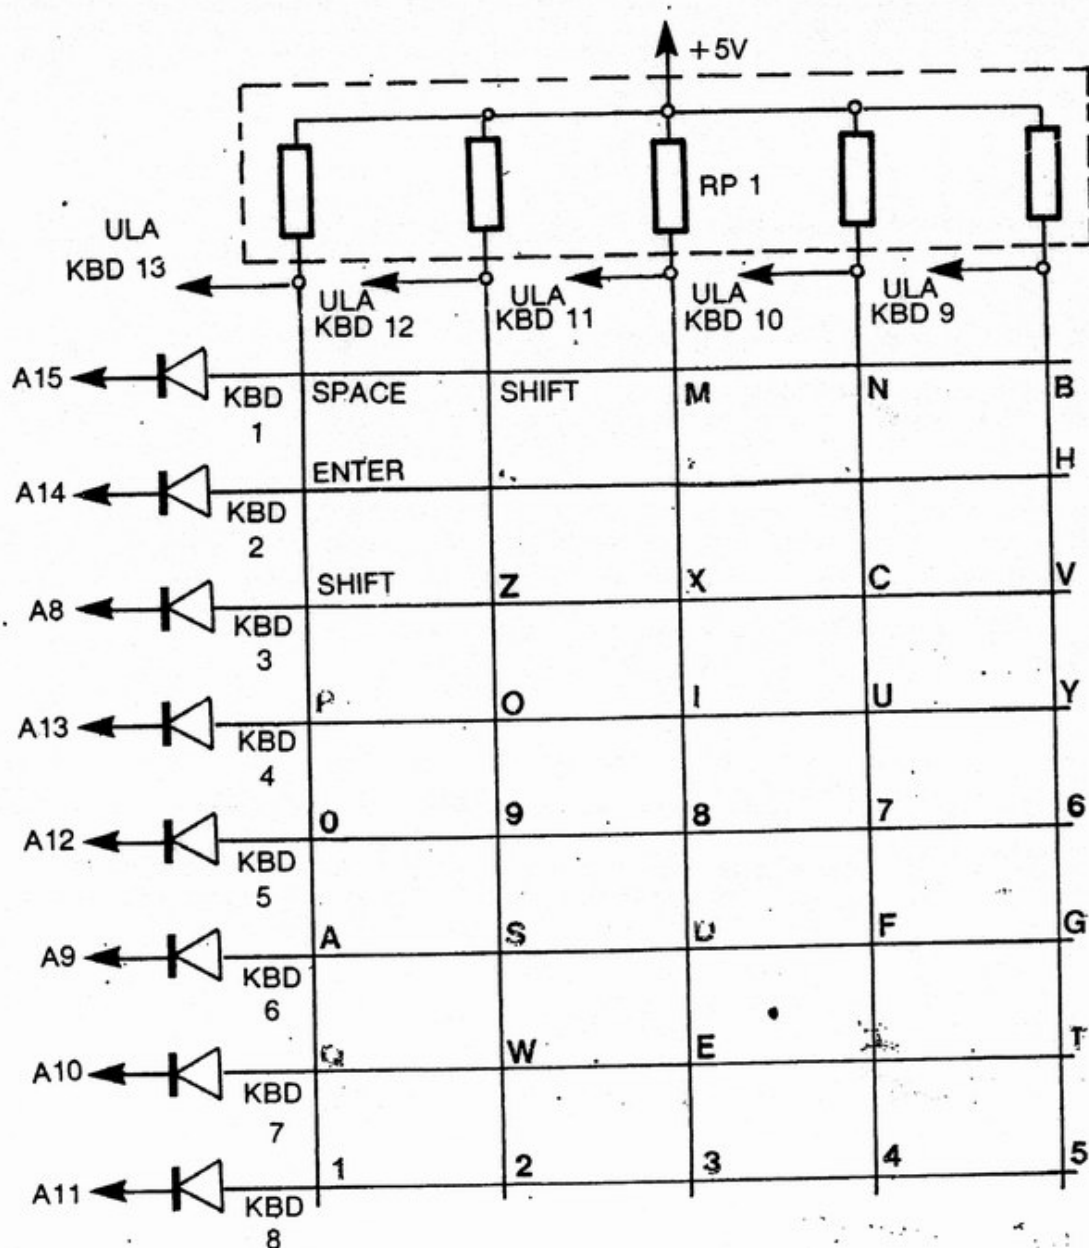 +5V
RP 1
ULA
KBD 13
ULA
KBD 12
ULA
KBD 11
ULA
KBD 10
ULA
KBD 9
A15
KBD
1
SPACE
SHIFT
M
N
B
A14
KBD
2
ENTER
H
A8
KBD
3
SHIFT
Z
X
C
V
A13
KBD
4
P
O
I
U
Y
A12
KBD
5
0
9
8
7
6
A9
KBD
6
A
S
D
F
G
A10
KBD
7
Q
W
E
T
A11
KBD
8
1
2
3
4
5